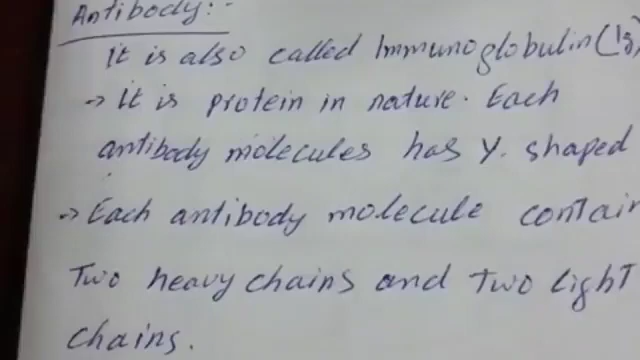 Antibody:-
It is also called Immunoglobulin (Ig)
→ It is protein in nature. Each
antibody molecules has Y. shaped
→ Each antibody molecule contain
Two heavy chains and two light
chains.